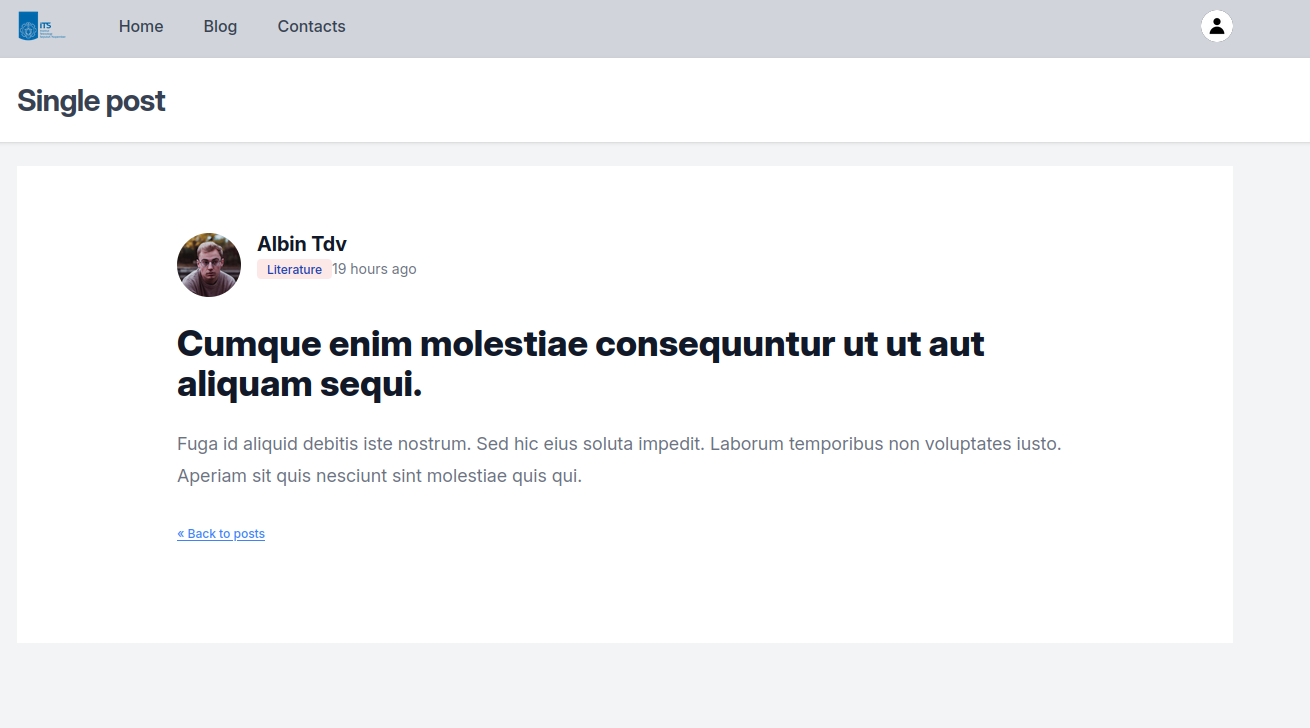 ITS
Home
Blog
Contacts
Single post
Albin Tdv
Literature
19 hours ago
Cumque enim molestiae consequuntur ut ut aut
aliquam sequi.
Fuga id aliquid debitis iste nostrum. Sed hic eius soluta impedit. Laborum temporibus non voluptates iusto.
Aperiam sit quis nesciunt sint molestiae quis qui.
« Back to posts